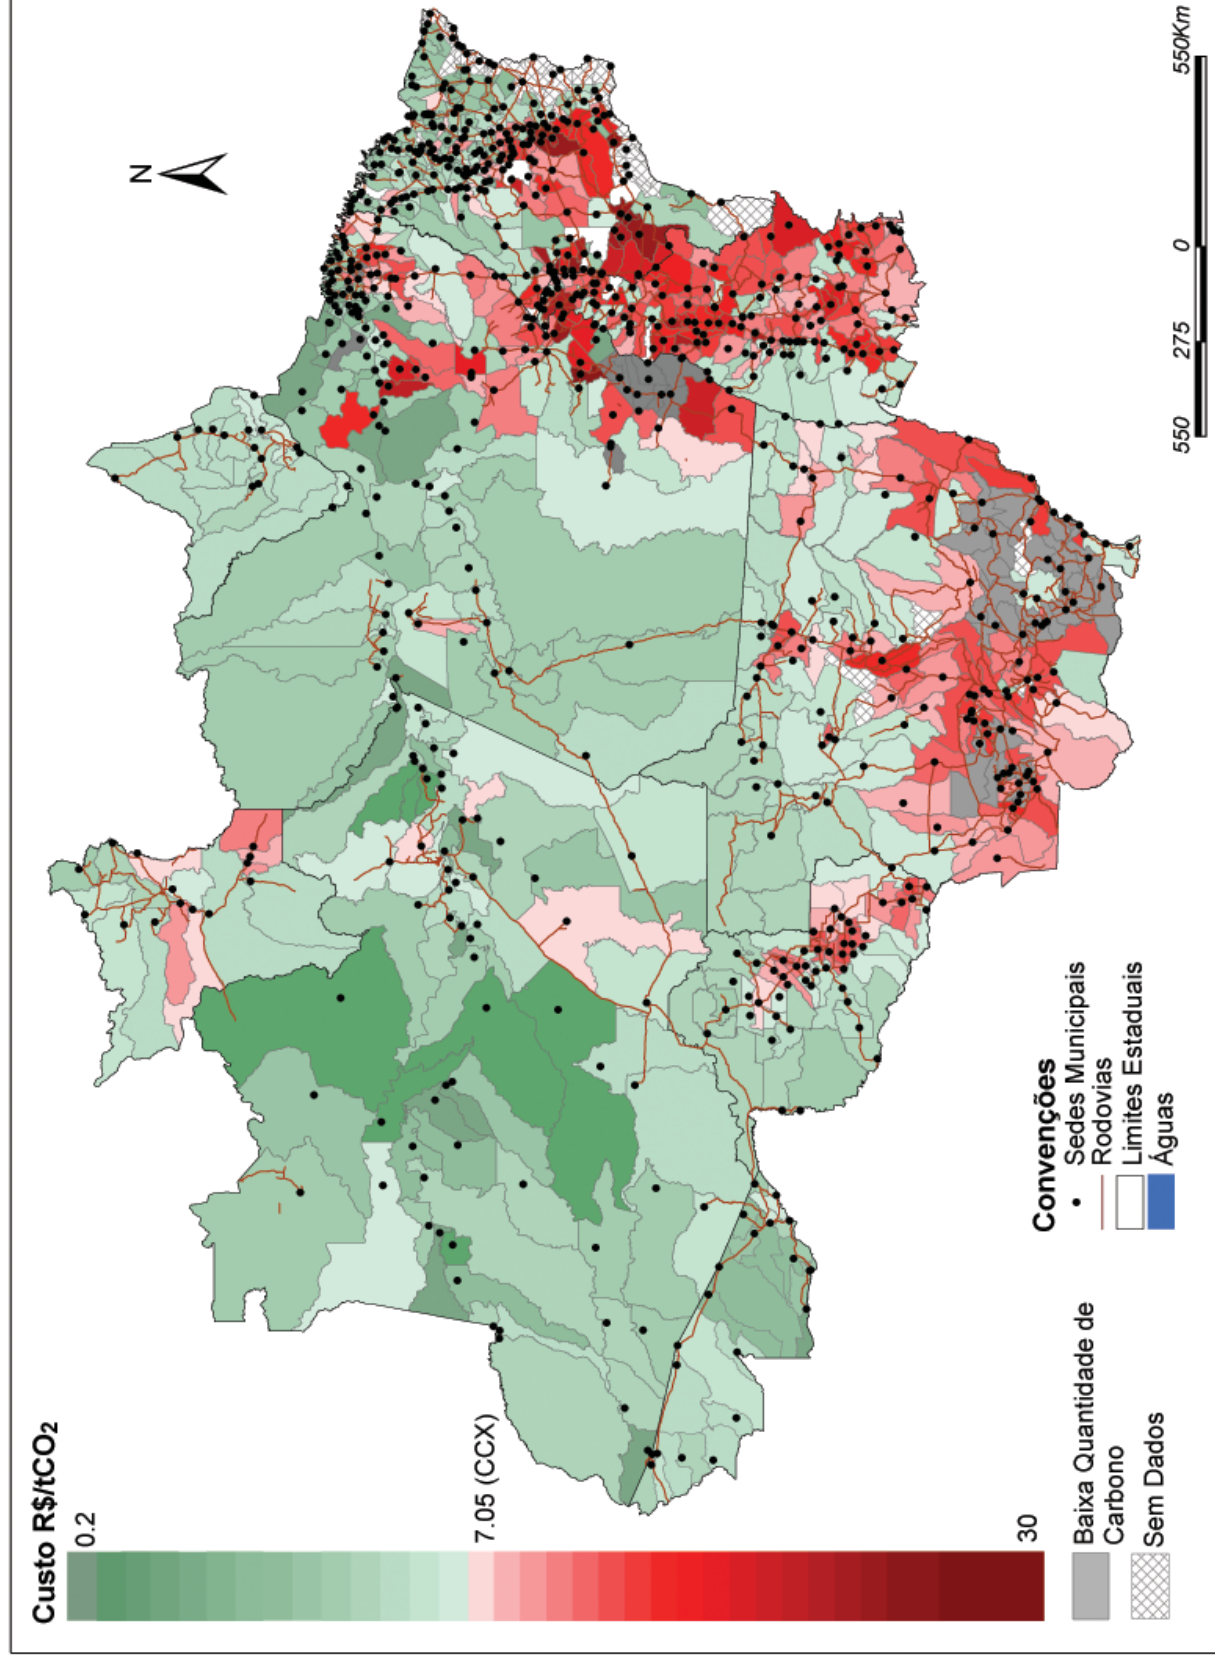 N
Custo R$/tCO₂
0.2
7.05 (CCX)
30
Baixa Quantidade de
Carbono
Sem Dados
Convenções
Sedes Municipais
Rodovias
Limites Estaduais
Águas
550
275
0
550Km